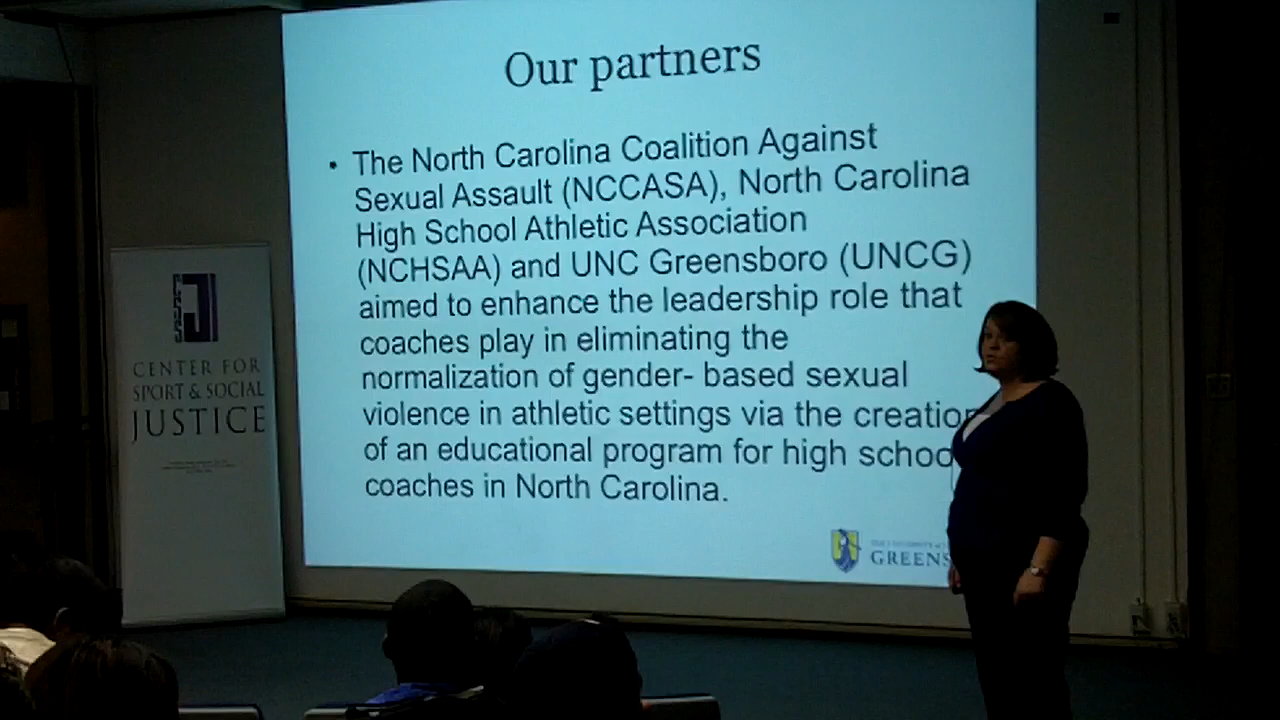 Our partners
• The North Carolina Coalition Against
Sexual Assault (NCCASA), North Carolina
High School Athletic Association
(NCHSAA) and UNC Greensboro (UNCG)
aimed to enhance the leadership role that
coaches play in eliminating the
normalization of gender- based sexual
violence in athletic settings via the creation
of an educational program for high schoo
coaches in North Carolina.
GREENS
CENTER FOR
SPORT & SOCIAL
JUSTICE